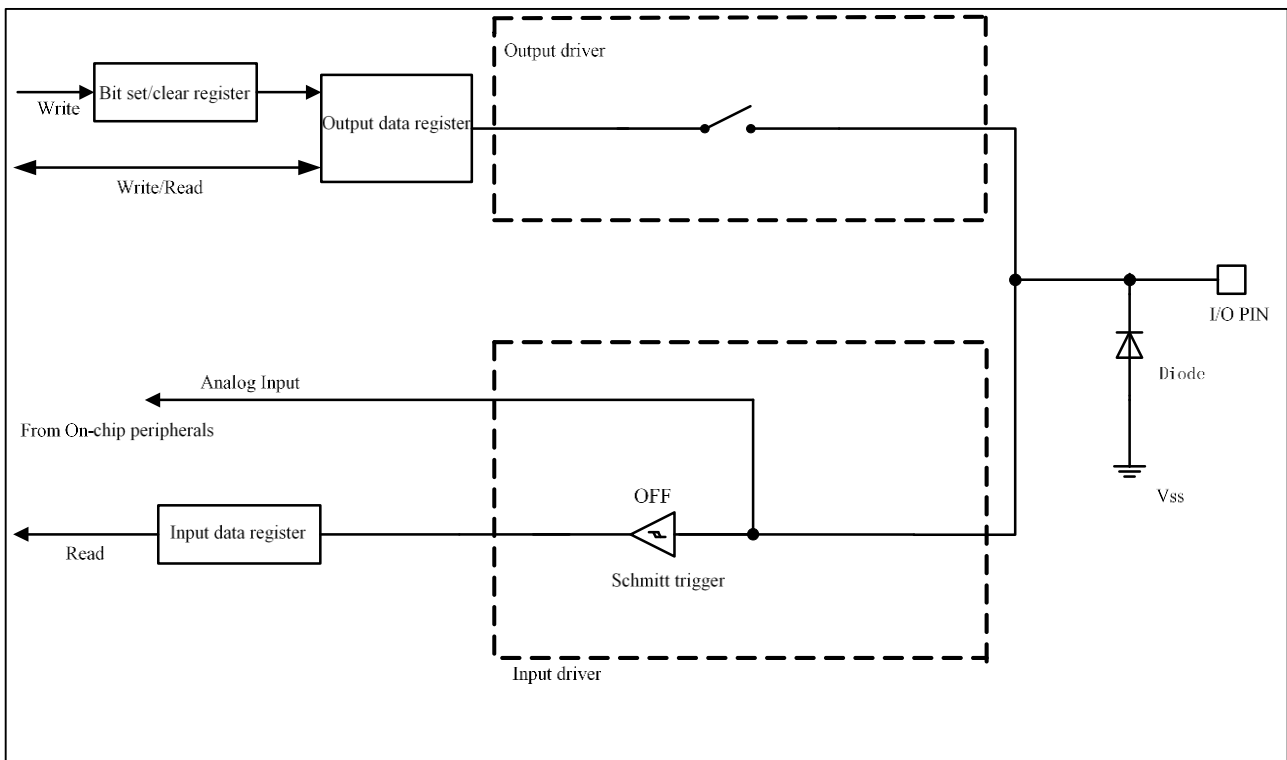 Output driver
Bit set/clear register
Write
Output data register
Write/Read
I/O PIN
Diode
Analog Input
From On-chip peripherals
Vss
OFF
Input data register
Read
Schmitt trigger
Input driver